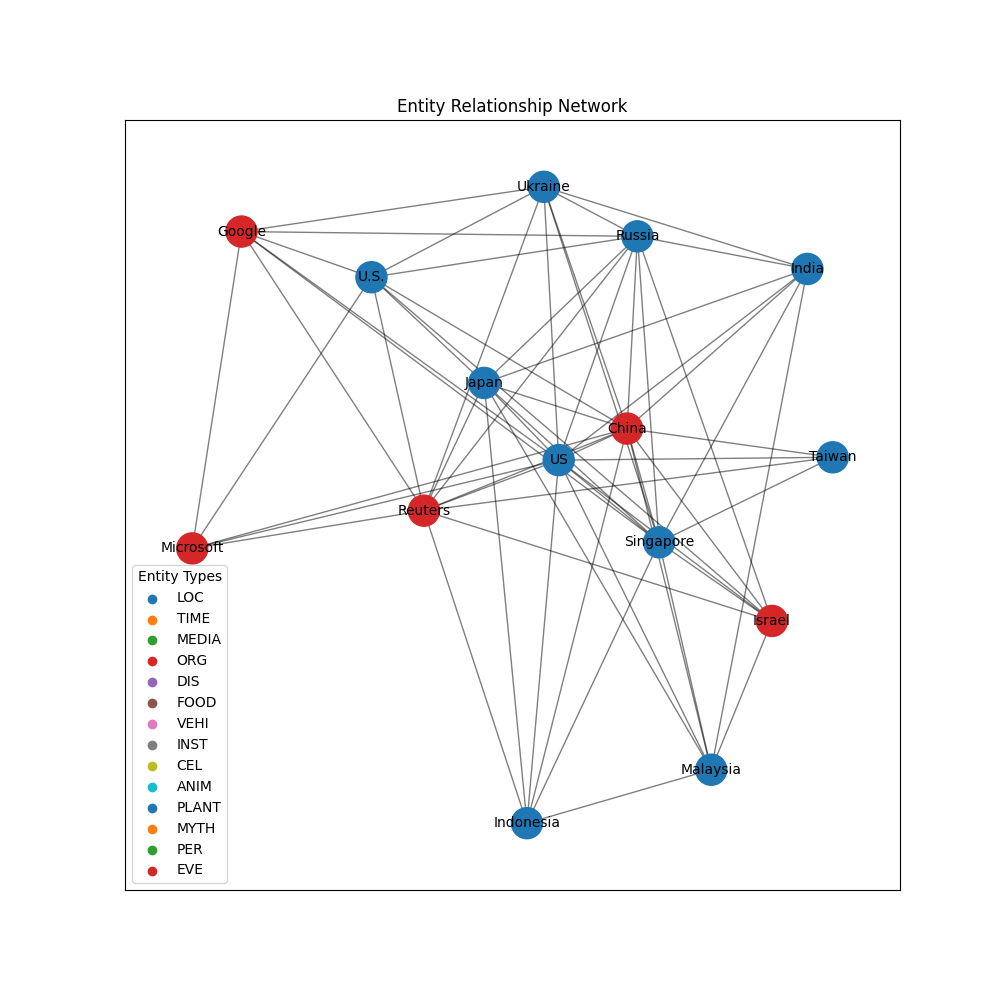 Entity Relationship Network
Ukraine
Google
Russia
India
U.S.
Japan
China
US
Taiwan
Reuters
Singapore
Microsoft
Israel
Malaysia
Indonesia
Entity Types
LOC
TIME
MEDIA
ORG
DIS
FOOD
VEHI
INST
CEL
ANIM
PLANT
MYTH
PER
EVE